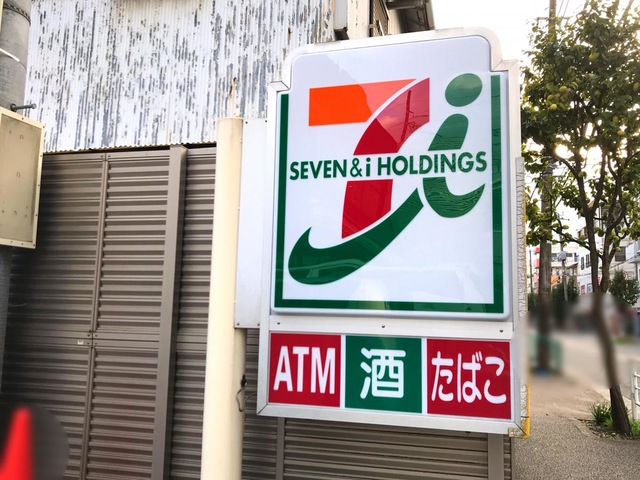 SEVEN&i HOLDINGS
ATM 酒 たばこ